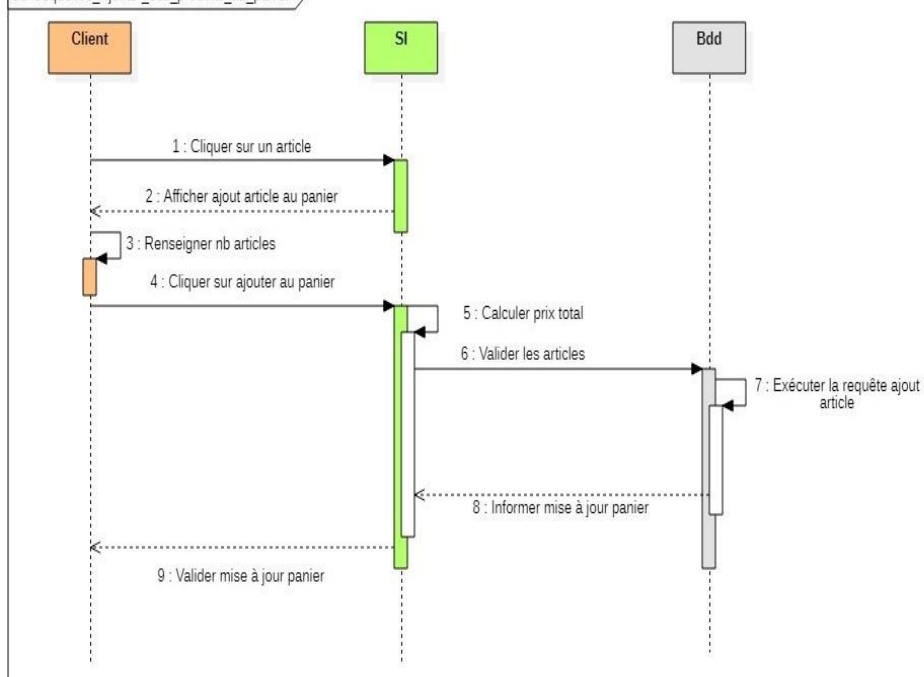 Client
SI
Bdd
1 : Cliquer sur un article
2 : Afficher ajout article au panier
3 : Renseigner nb articles
4 : Cliquer sur ajouter au panier
5 : Calculer prix total
6 : Valider les articles
7 : Exécuter la requête ajout
article
8 : Informer mise à jour panier
9 : Valider mise à jour panier